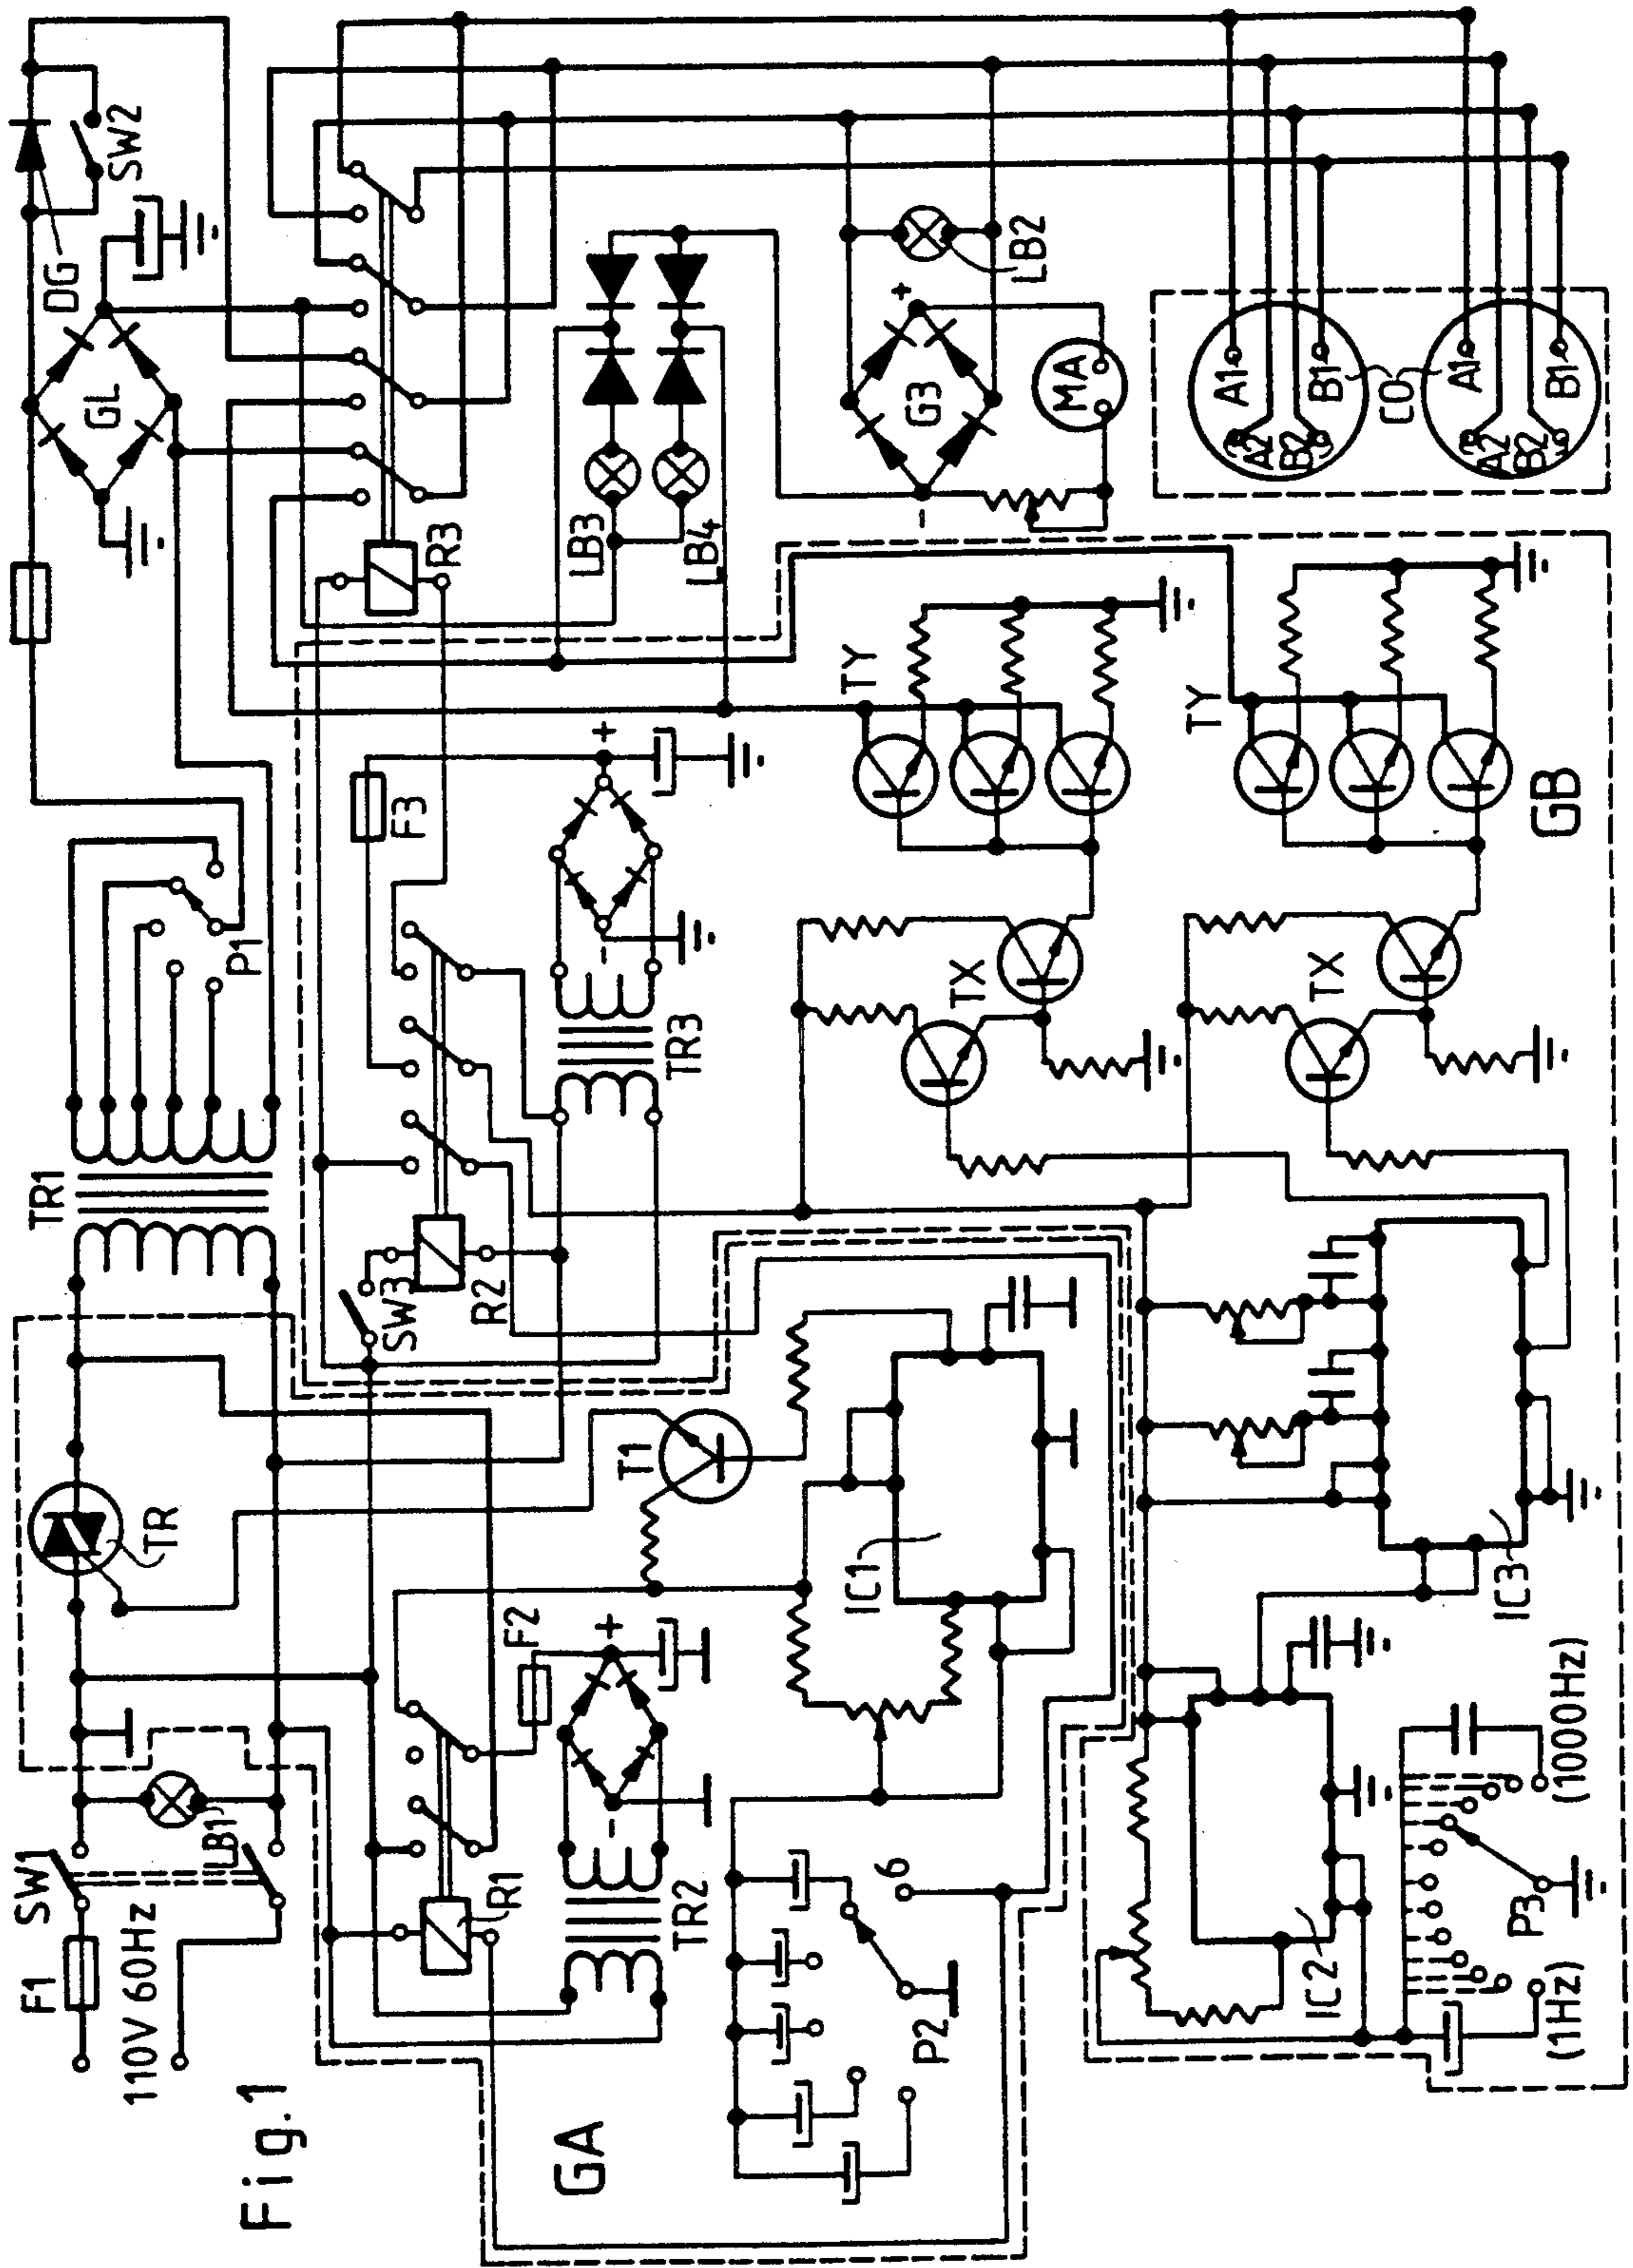 Fig.1
F1
110V 60Hz
SW1
LB1
TR
TR1
P1
DG
SW2
GL
GA
R1
TR2
F2
+
-
T1
IC1
P2
6
SW3
R2
TR3
F3
+
-
R3
LB3
LB4
LB2
G3
+
-
MA
CO
A1
A2
B2
B1
A1
A2
B2
B1
TX
TX
TY
TY
GB
IC2
IC3
P3
(1Hz)
(1000Hz)